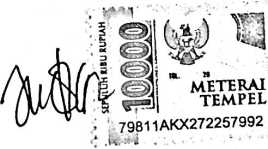 SEPULUH RIBU RUPIAH
10000
METERAI
TEMPEL
79811AKX272257992